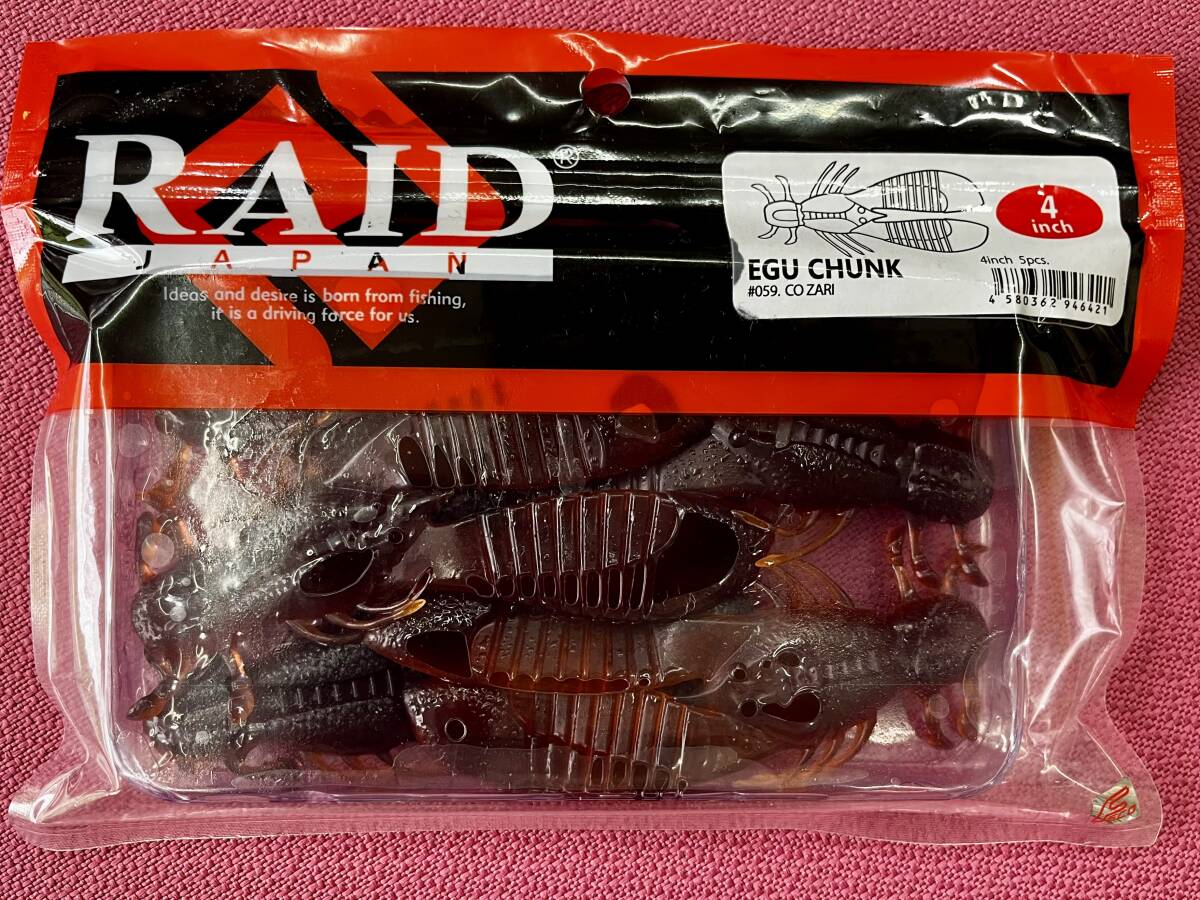 RAID®
JAPAN
Ideas and desire is born from fishing,
it is a driving force for us.
4
inch
EGU CHUNK
#059. CO ZARI
4inch 5pcs.
4 580362 946421